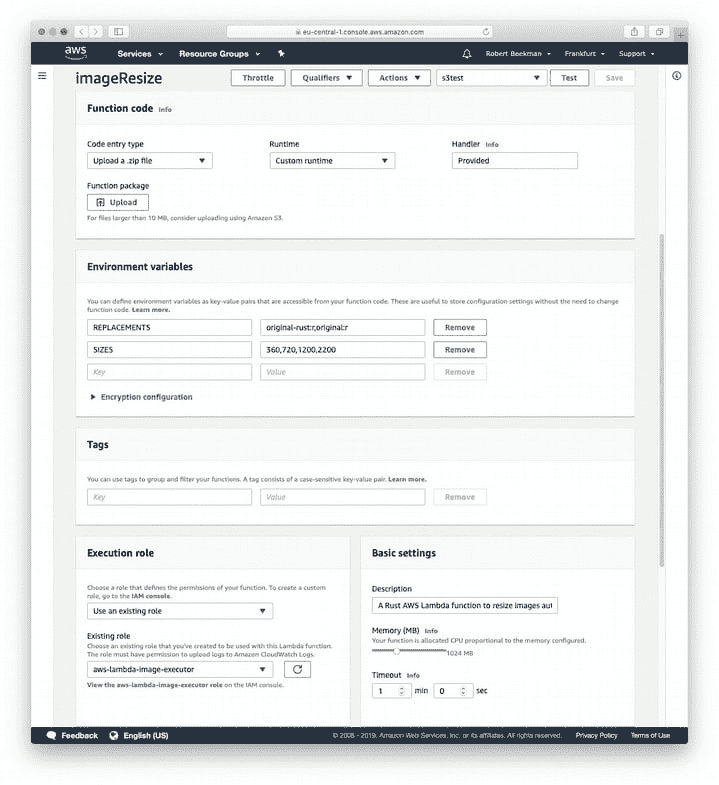 eu-central-1.console.aws.amazon.com
aws Services Resource Groups Robert Beekman Frankfurt Support
imageResize Throttle Qualifiers Actions s3test Test Save
Function code Info
Code entry type Runtime Handler Info
Upload a .zip file Custom runtime Provided
Function package
Upload
For files larger than 10 MB, consider uploading using Amazon S3.
Environment variables
You can define environment variables as key-value pairs that are accessible from your function code. These are useful to store configuration settings without the need to change
function code. Learn more.
REPLACEMENTS original-rust:r,original:r Remove
SIZES 360,720,1200,2200 Remove
Key Value Remove
Encryption configuration
Tags
You can use tags to group and filter your functions. A tag consists of a case-sensitive key-value pair. Learn more.
Key Value Remove
Execution role Basic settings
Choose a role that defines the permissions of your function. To create a custom
role, go to the IAM console.
Use an existing role
Description
A Rust AWS Lambda function to resize images aut
Existing role
Choose an existing role that you've created to be used with this Lambda function.
The role must have permission to upload logs to Amazon CloudWatch Logs.
aws-lambda-image-executor
View the aws-lambda-image-executor role on the IAM console.
Memory (MB) Info
Your function is allocated CPU proportional to the memory configured.
1024 MB
Timeout Info
1 min 0 sec
Feedback English (US) © 2008 - 2019, Amazon Web Services, Inc. or its affiliates. All rights reserved. Privacy Policy Terms of Use